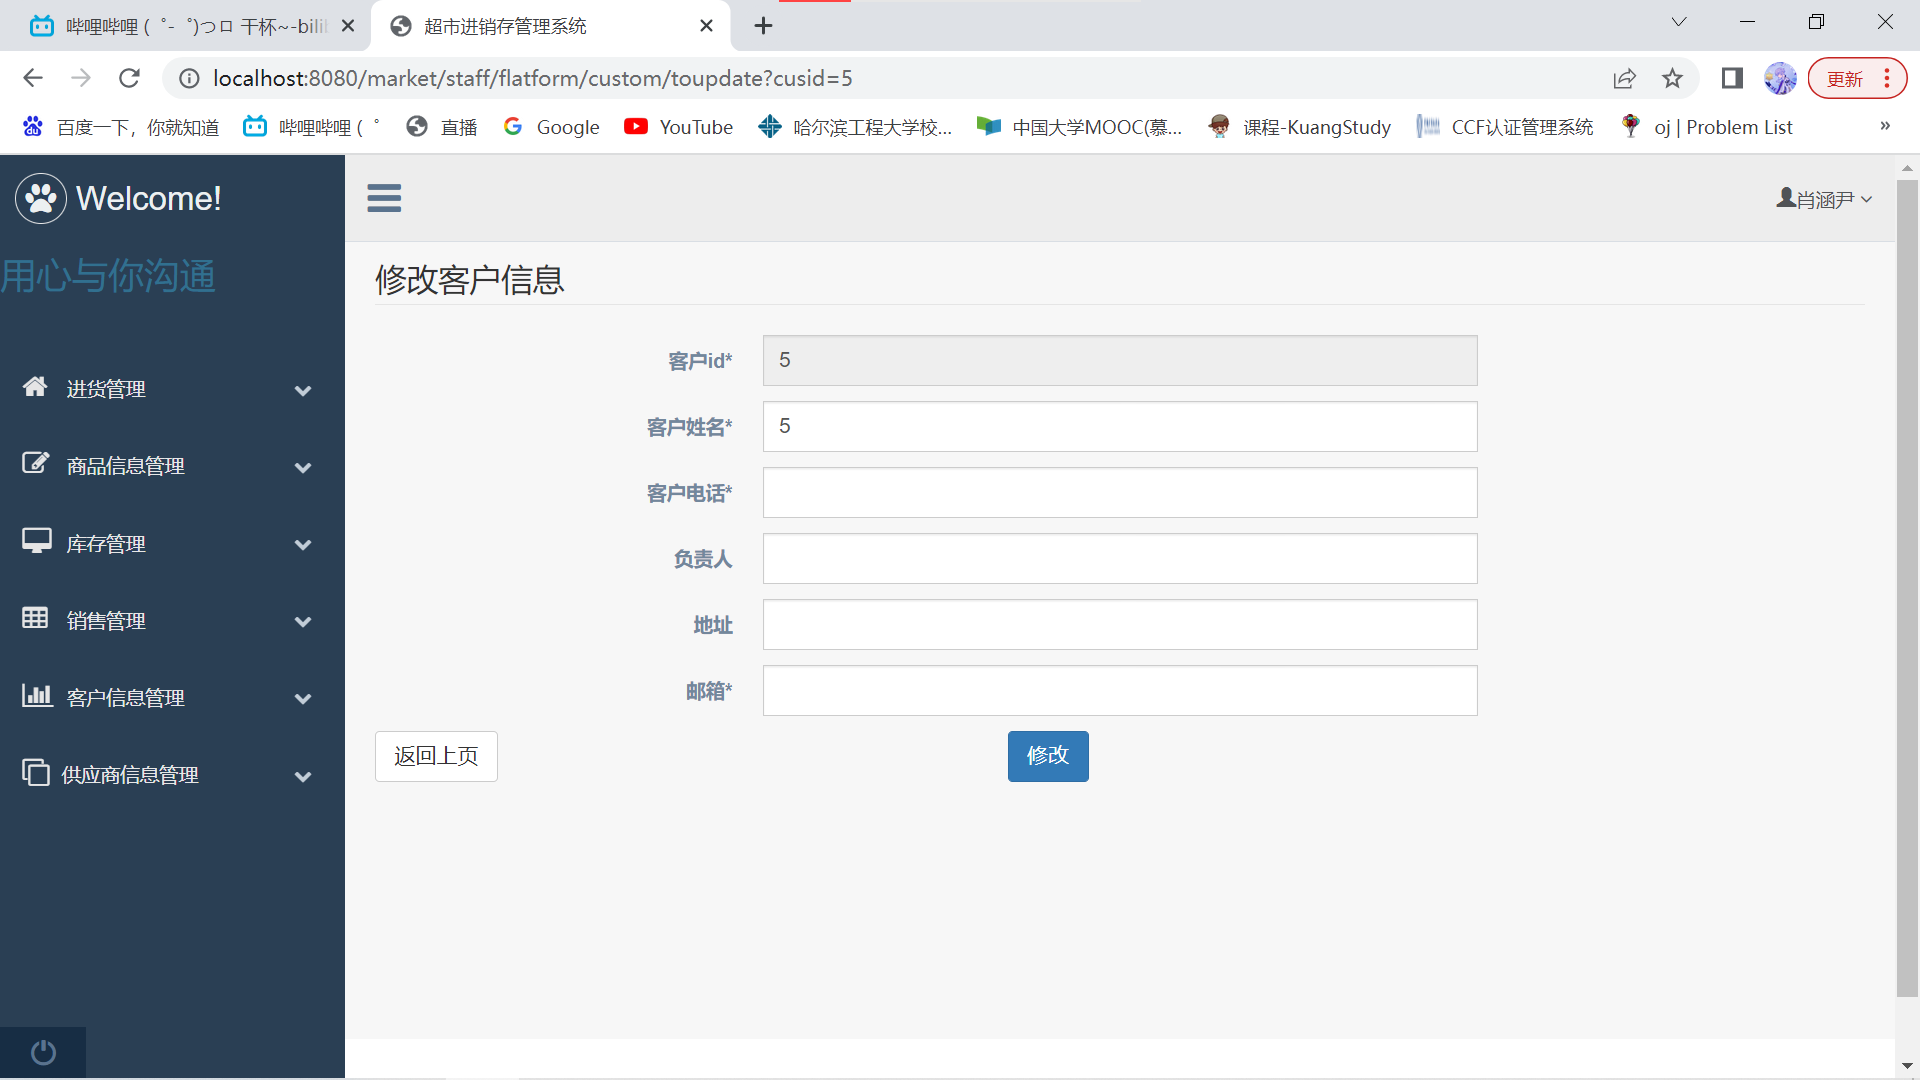 哔哩哔哩 (゜-゜)つロ 干杯~-bili
超市进销存管理系统
localhost:8080/market/staff/flatform/custom/toupdate?cusid=5
更新
百度一下，你就知道
哔哩哔哩 (゜
直播
Google
YouTube
哈尔滨工程大学校...
中国大学MOOC(慕...
课程-KuangStudy
CCF认证管理系统
oj | Problem List
»
Welcome!
肖涵尹
用心与你沟通
修改客户信息
进货管理
商品信息管理
库存管理
销售管理
客户信息管理
供应商信息管理
客户id* 5
客户姓名* 5
客户电话*
负责人
地址
邮箱*
返回上页
修改